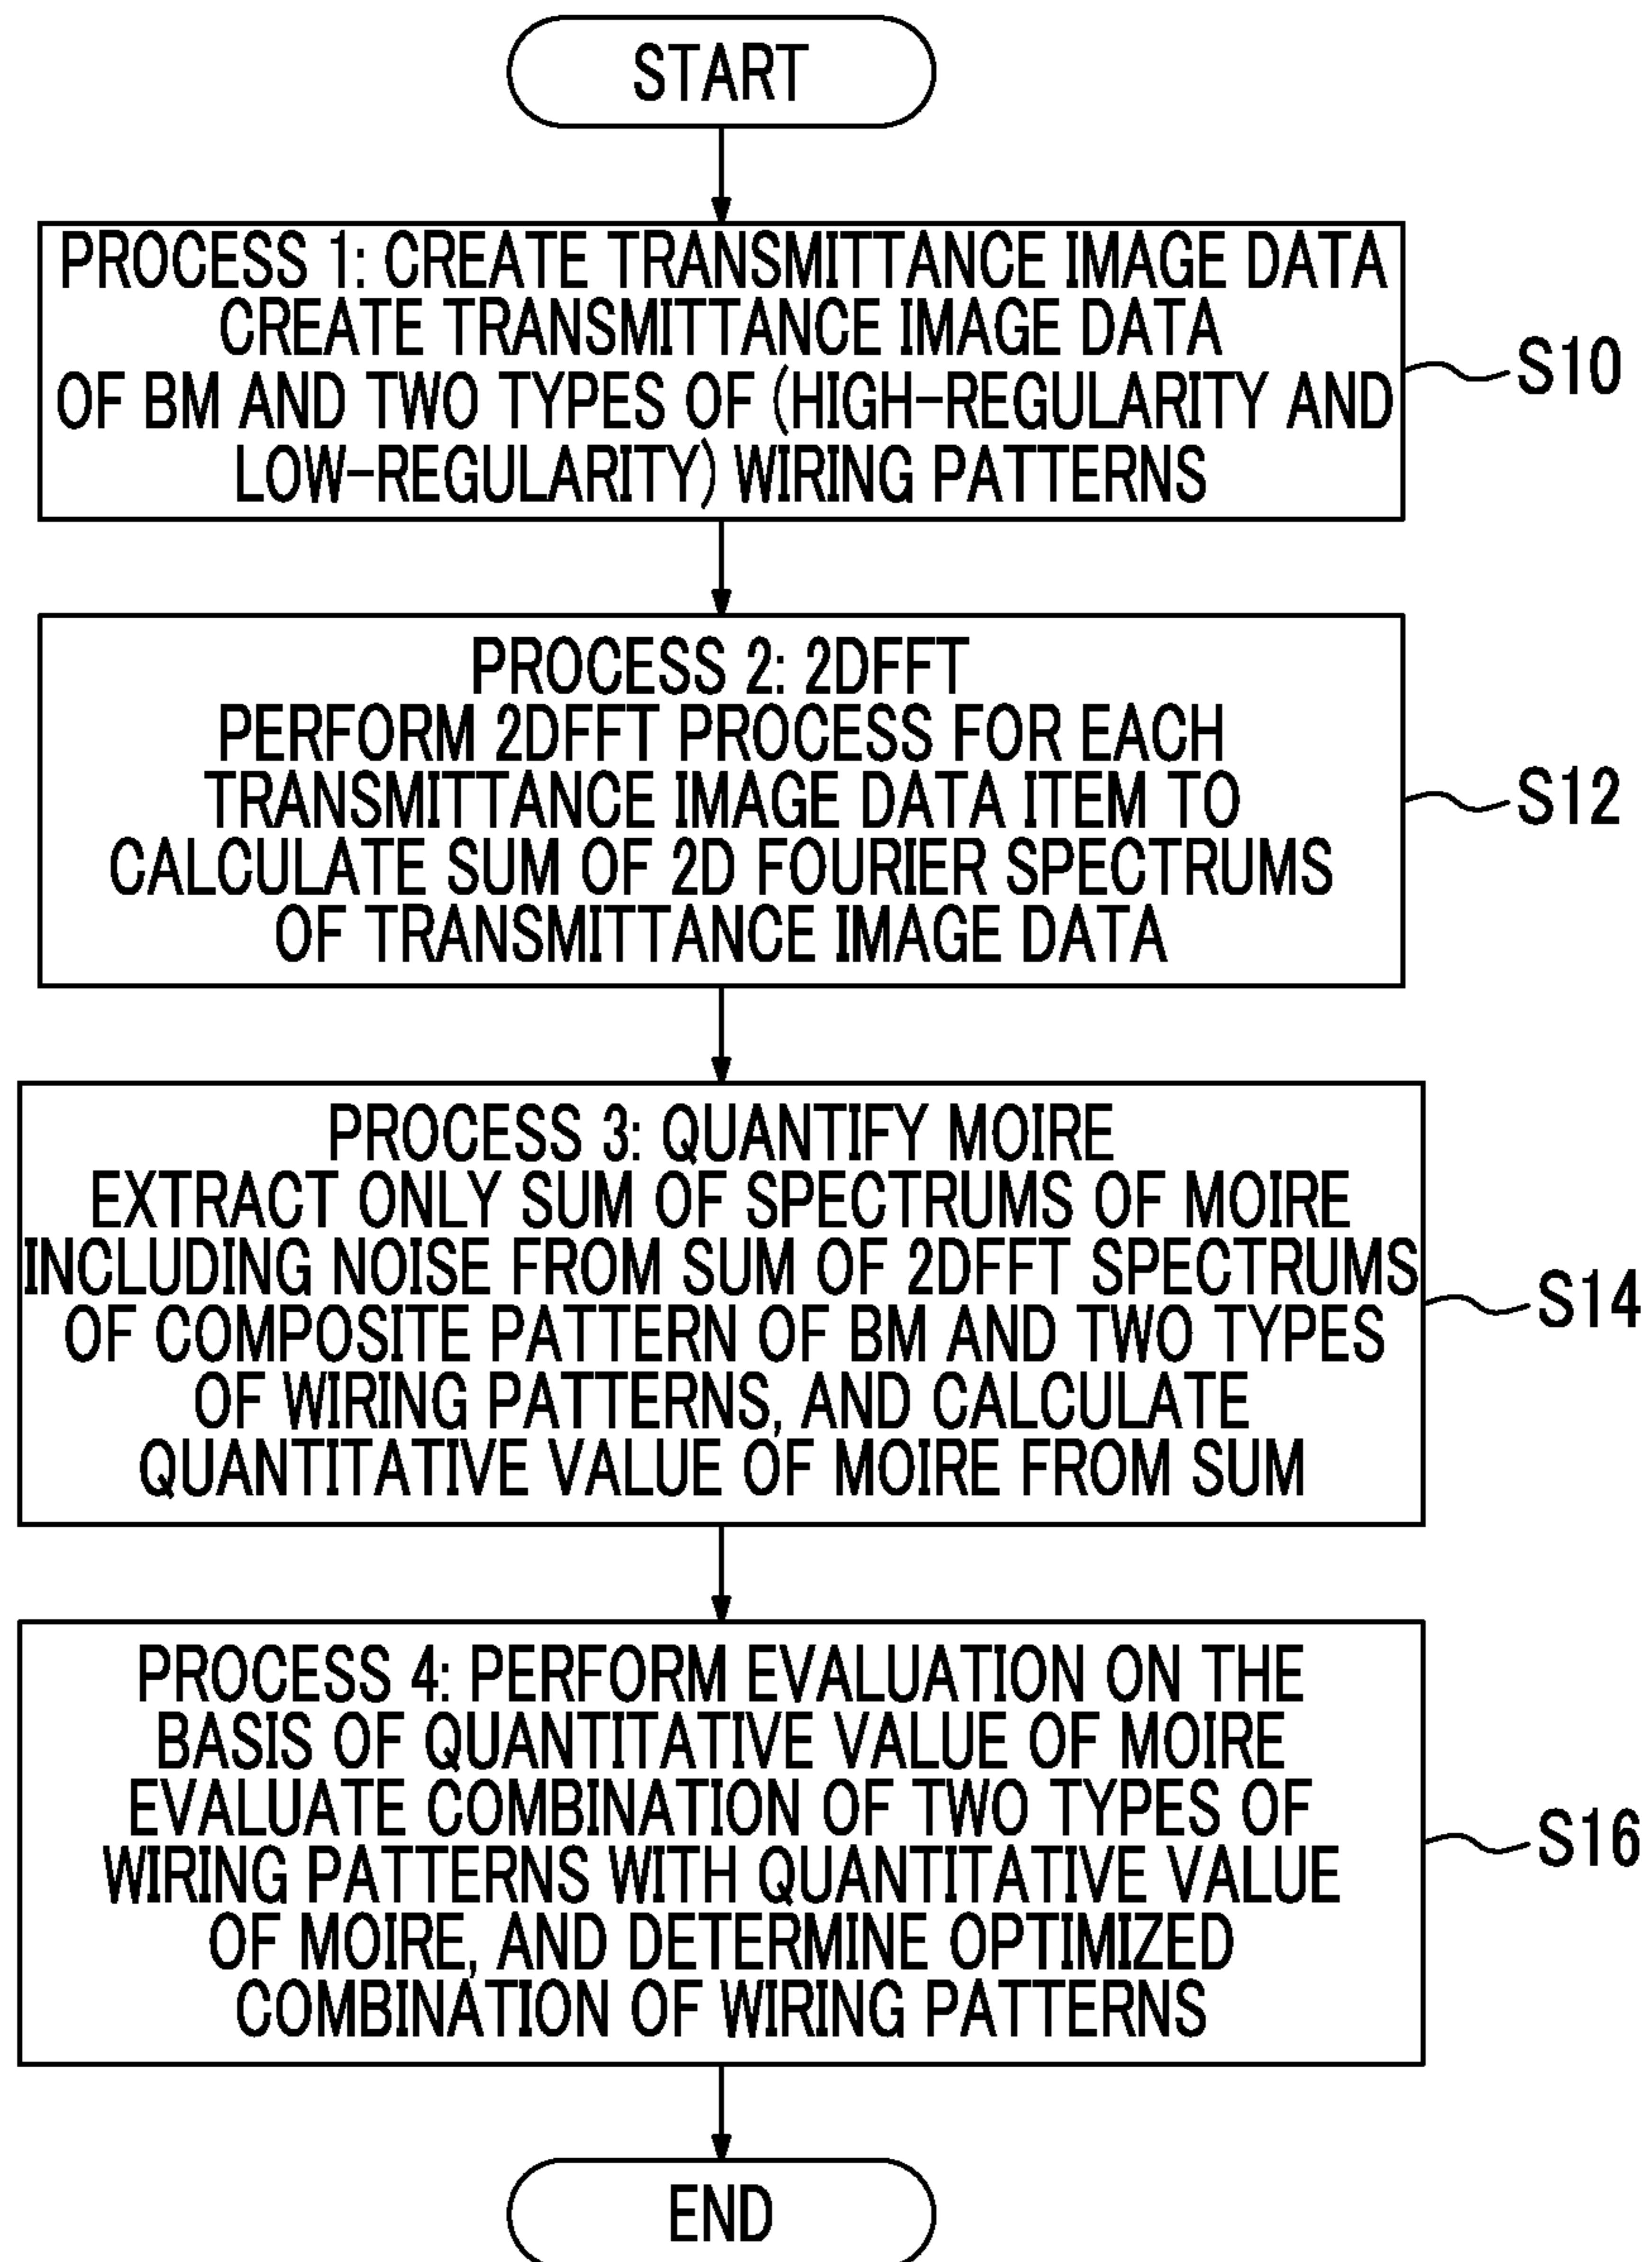 START
PROCESS 1: CREATE TRANSMITTANCE IMAGE DATA
CREATE TRANSMITTANCE IMAGE DATA
OF BM AND TWO TYPES OF (HIGH-REGULARITY AND
LOW-REGULARITY) WIRING PATTERNS
S10
PROCESS 2: 2DFFT
PERFORM 2DFFT PROCESS FOR EACH
TRANSMITTANCE IMAGE DATA ITEM TO
CALCULATE SUM OF 2D FOURIER SPECTRUMS
OF TRANSMITTANCE IMAGE DATA
S12
PROCESS 3: QUANTIFY MOIRE
EXTRACT ONLY SUM OF SPECTRUMS OF MOIRE
INCLUDING NOISE FROM SUM OF 2DFFT SPECTRUMS
OF COMPOSITE PATTERN OF BM AND TWO TYPES
OF WIRING PATTERNS, AND CALCULATE
QUANTITATIVE VALUE OF MOIRE FROM SUM
S14
PROCESS 4: PERFORM EVALUATION ON THE
BASIS OF QUANTITATIVE VALUE OF MOIRE
EVALUATE COMBINATION OF TWO TYPES OF
WIRING PATTERNS WITH QUANTITATIVE VALUE
OF MOIRE, AND DETERMINE OPTIMIZED
COMBINATION OF WIRING PATTERNS
S16
END